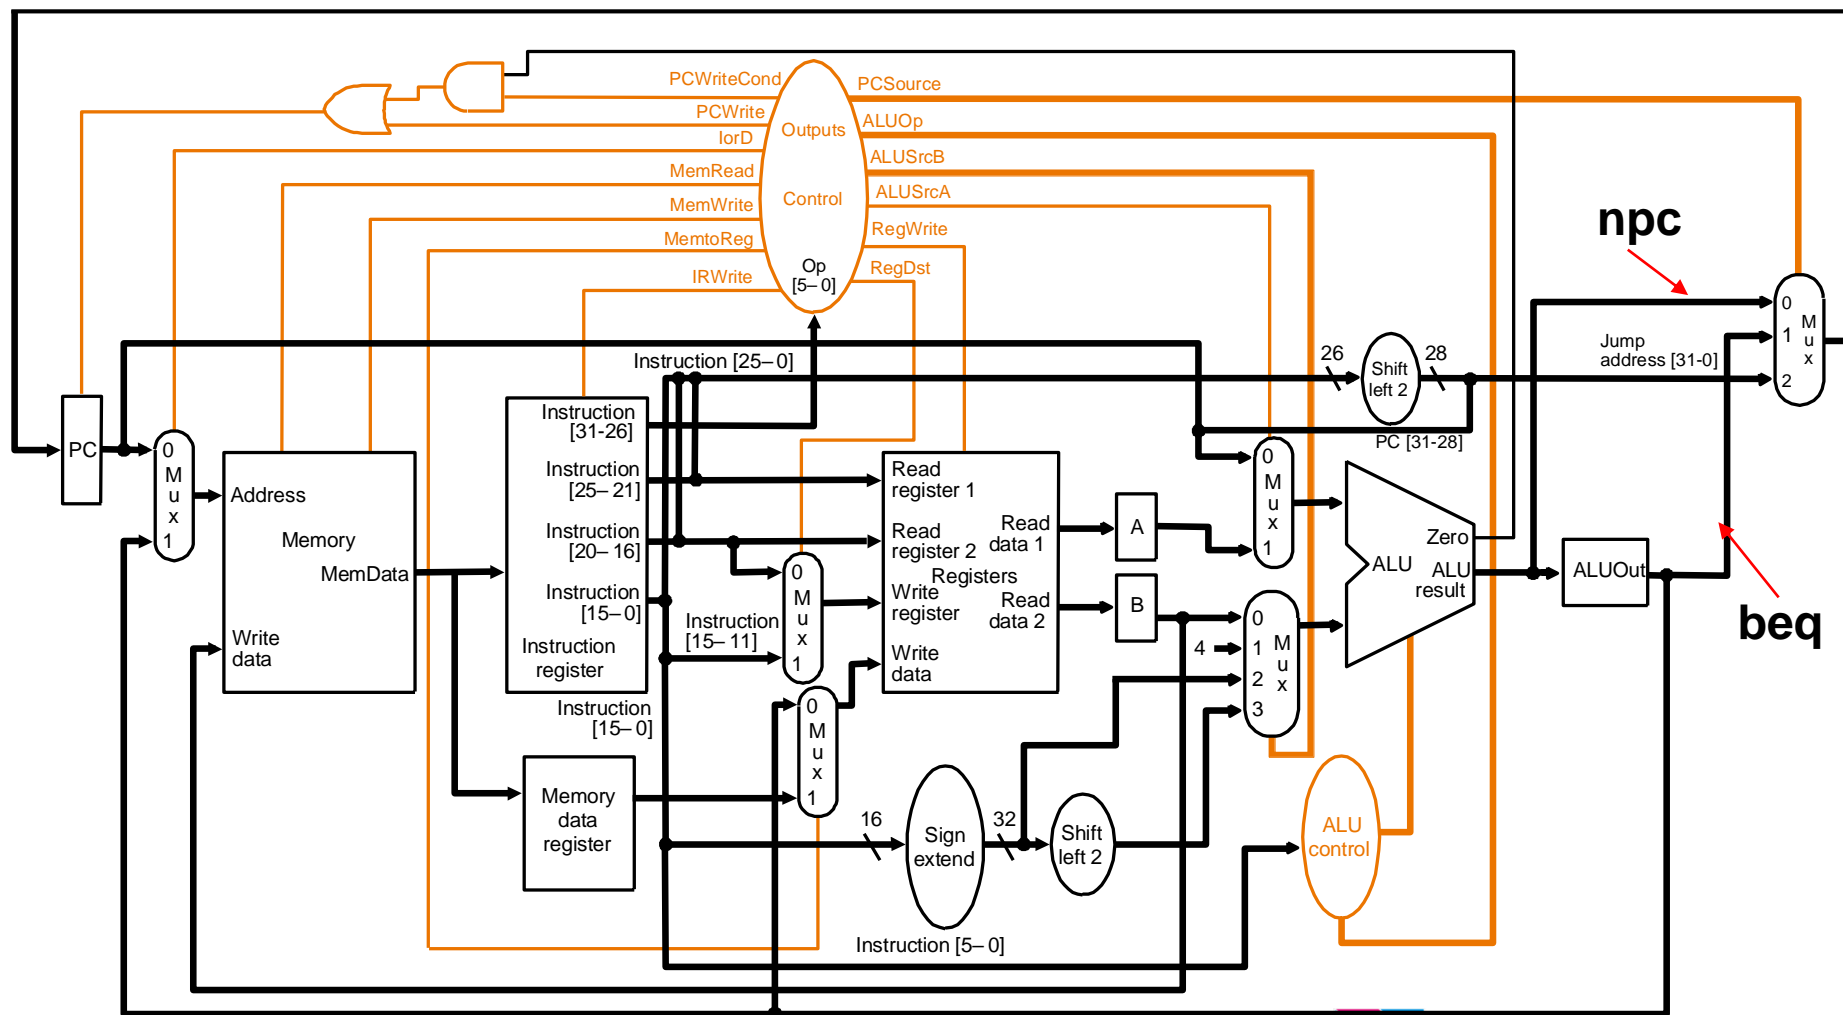 PCWriteCond
PCSource
PCWrite
ALUOp
Outputs
IorD
ALUSrcB
MemRead
ALUSrcA
Control
MemWrite
RegWrite
MemtoReg
RegDst
Op
[5–0]
IRWrite
npc
0
1
2
M
u
x
Jump
address [31-0]
Instruction [25–0]
26
Shift
left 2
28
PC [31-28]
PC
0
M
u
x
1
Address
Memory
MemData
Write
data
Instruction
[31-26]
Instruction
[25–21]
Instruction
[20–16]
Instruction
[15–0]
Instruction
register
Instruction
[15–11]
0
M
u
x
1
Instruction
[15–0]
0
M
u
x
1
Read
register 1
Read
register 2
Registers
Write
register
Write
data
Read
data 1
Read
data 2
A
B
0
M
u
x
1
4
0
1
2
3
M
u
x
Zero
ALU
ALU
result
ALUOut
beq
Memory
data
register
16
Sign
extend
32
Shift
left 2
ALU
control
Instruction [5–0]